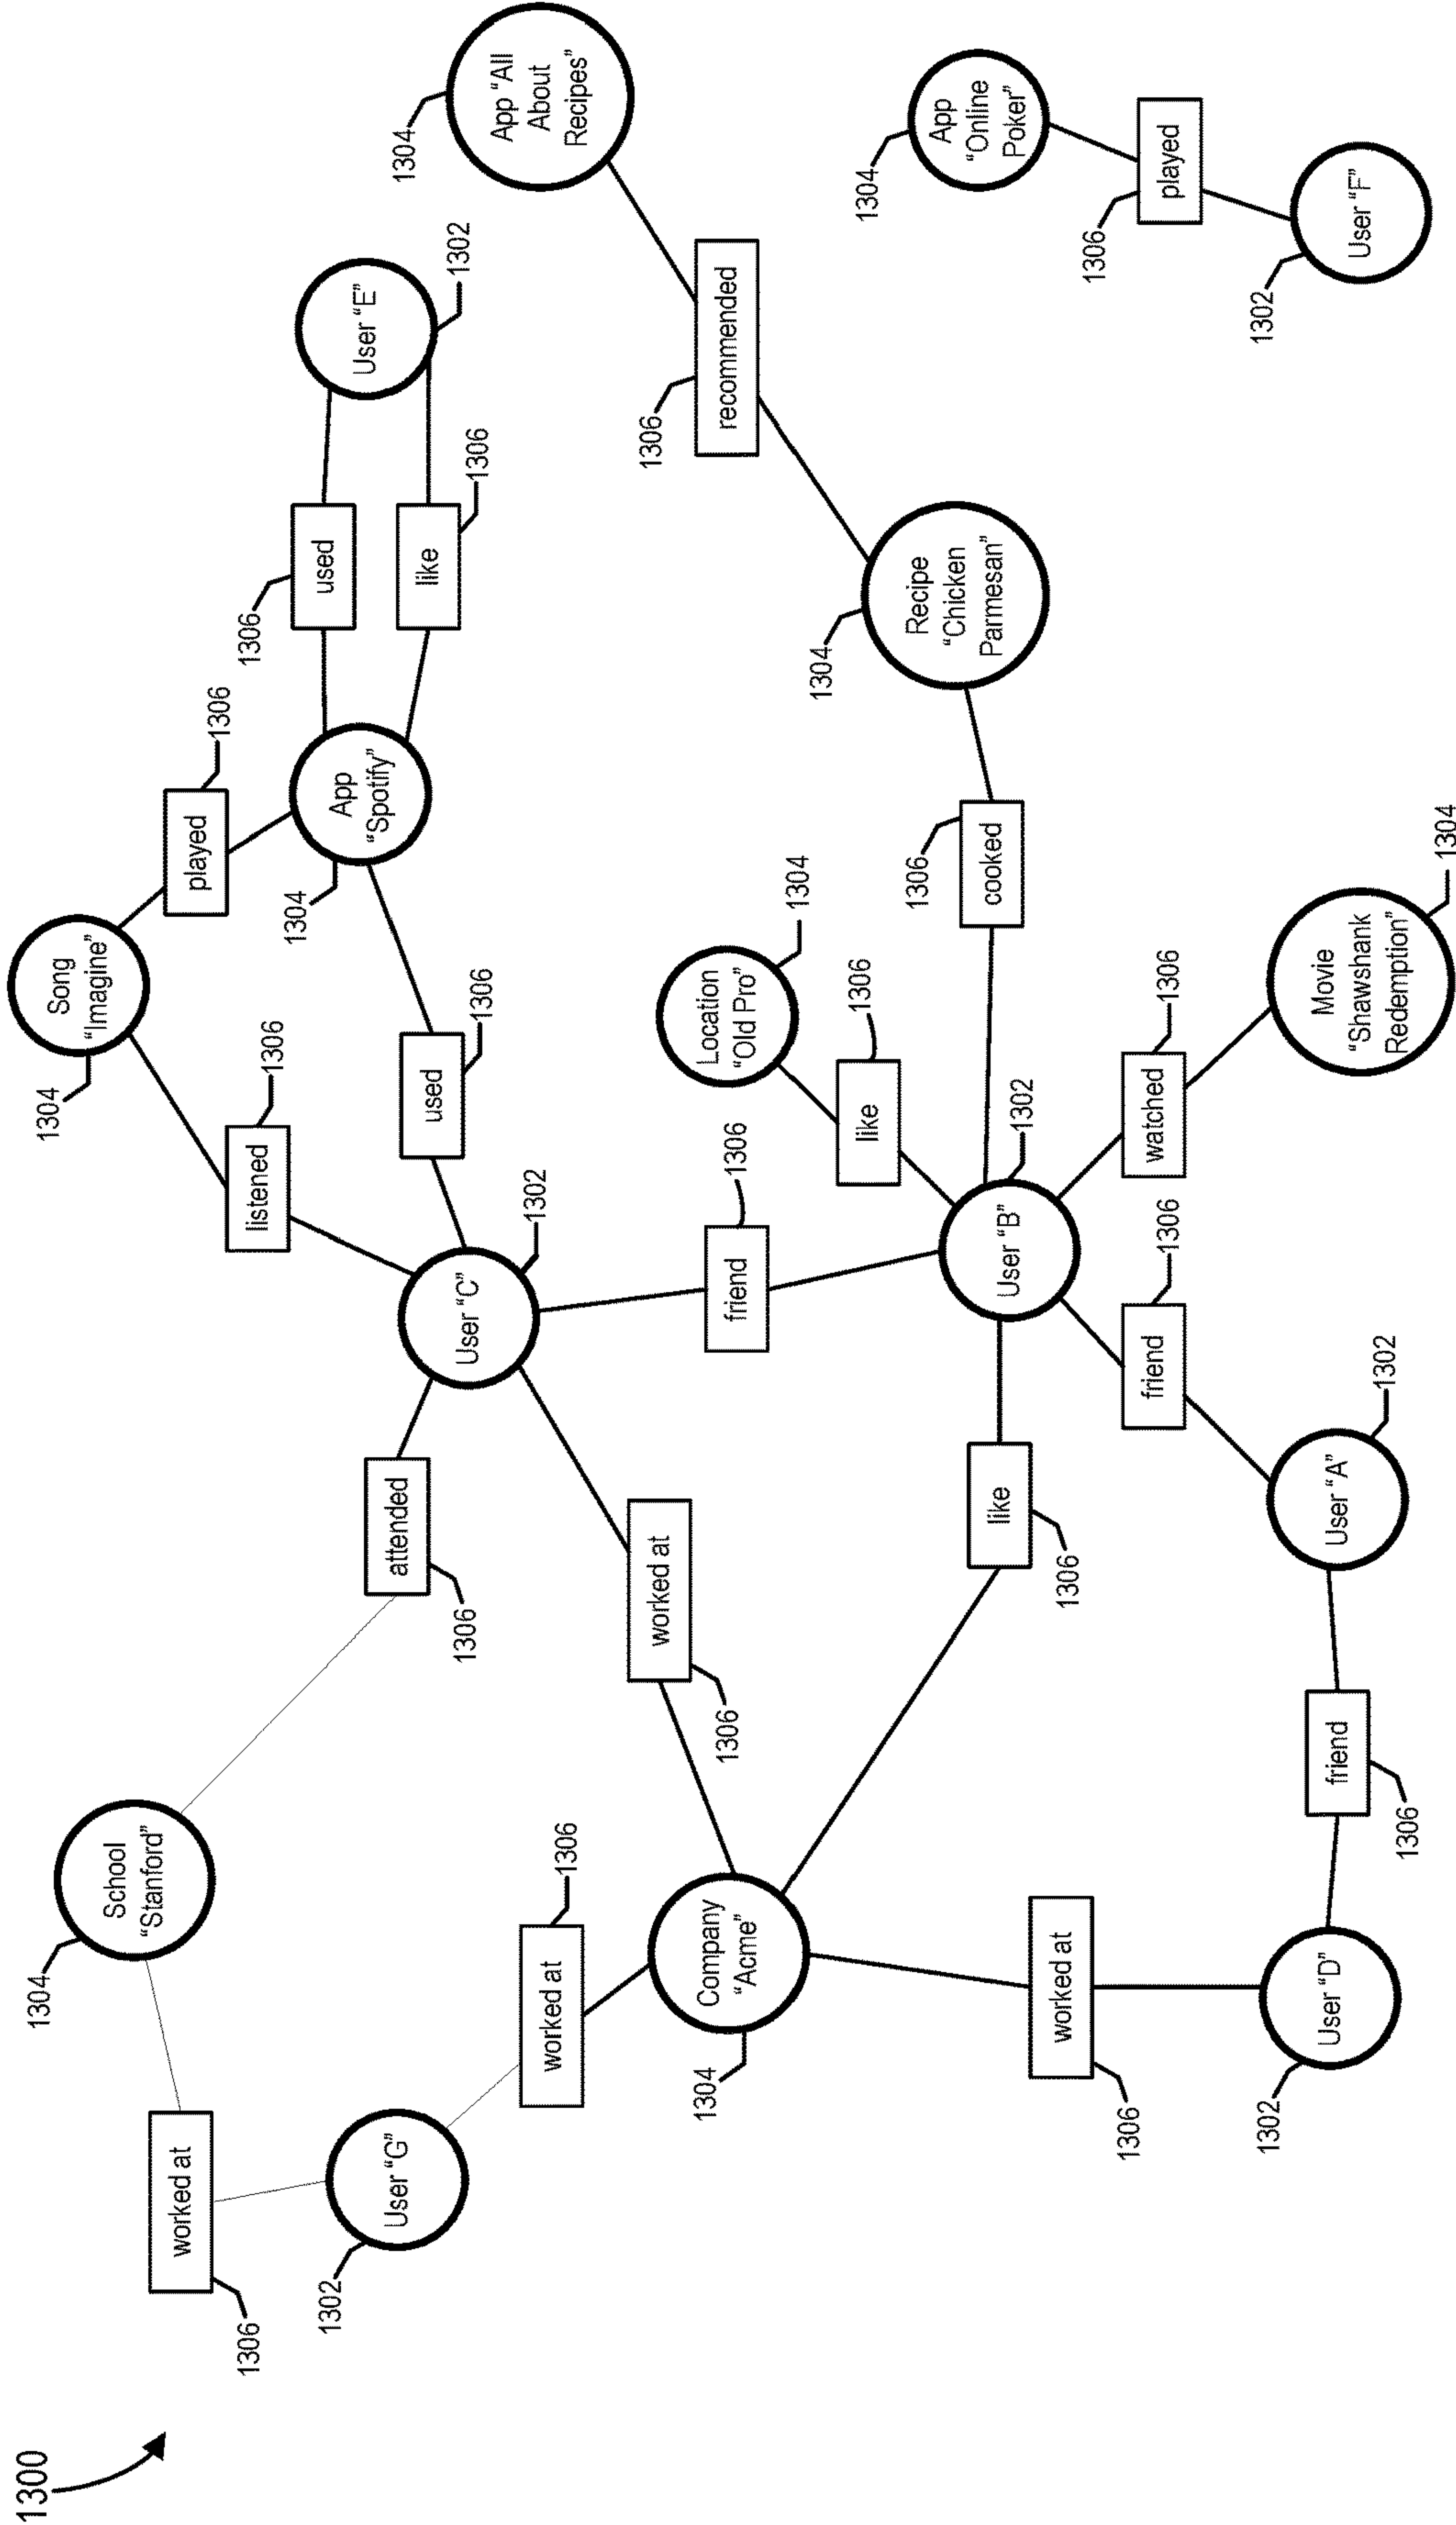 1300
1304
School
“Stanford”
1304
Song
“Imagine”
worked at
1306
attended
1306
listened
1306
played
1306
1302
User “G”
1304
App
“Spotify”
1306
used
User “E”
1302
like
1306
1304
App “All
About
Recipes”
User “C”
1302
used
1306
worked at
1306
worked at
1306
1306
recommended
1304
Company
“Acme”
friend
1306
Location
“Old Pro”
1304
like
1306
1304
Recipe
“Chicken
Parmesan”
1304
App
“Online
Poker”
like
1306
User “B”
1302
1306
cooked
worked at
1306
friend
1306
watched
1306
1306
played
1302
User “D”
friend
1306
User “A”
1302
Movie
“Shawshank
Redemption”
1304
1302
User “F”